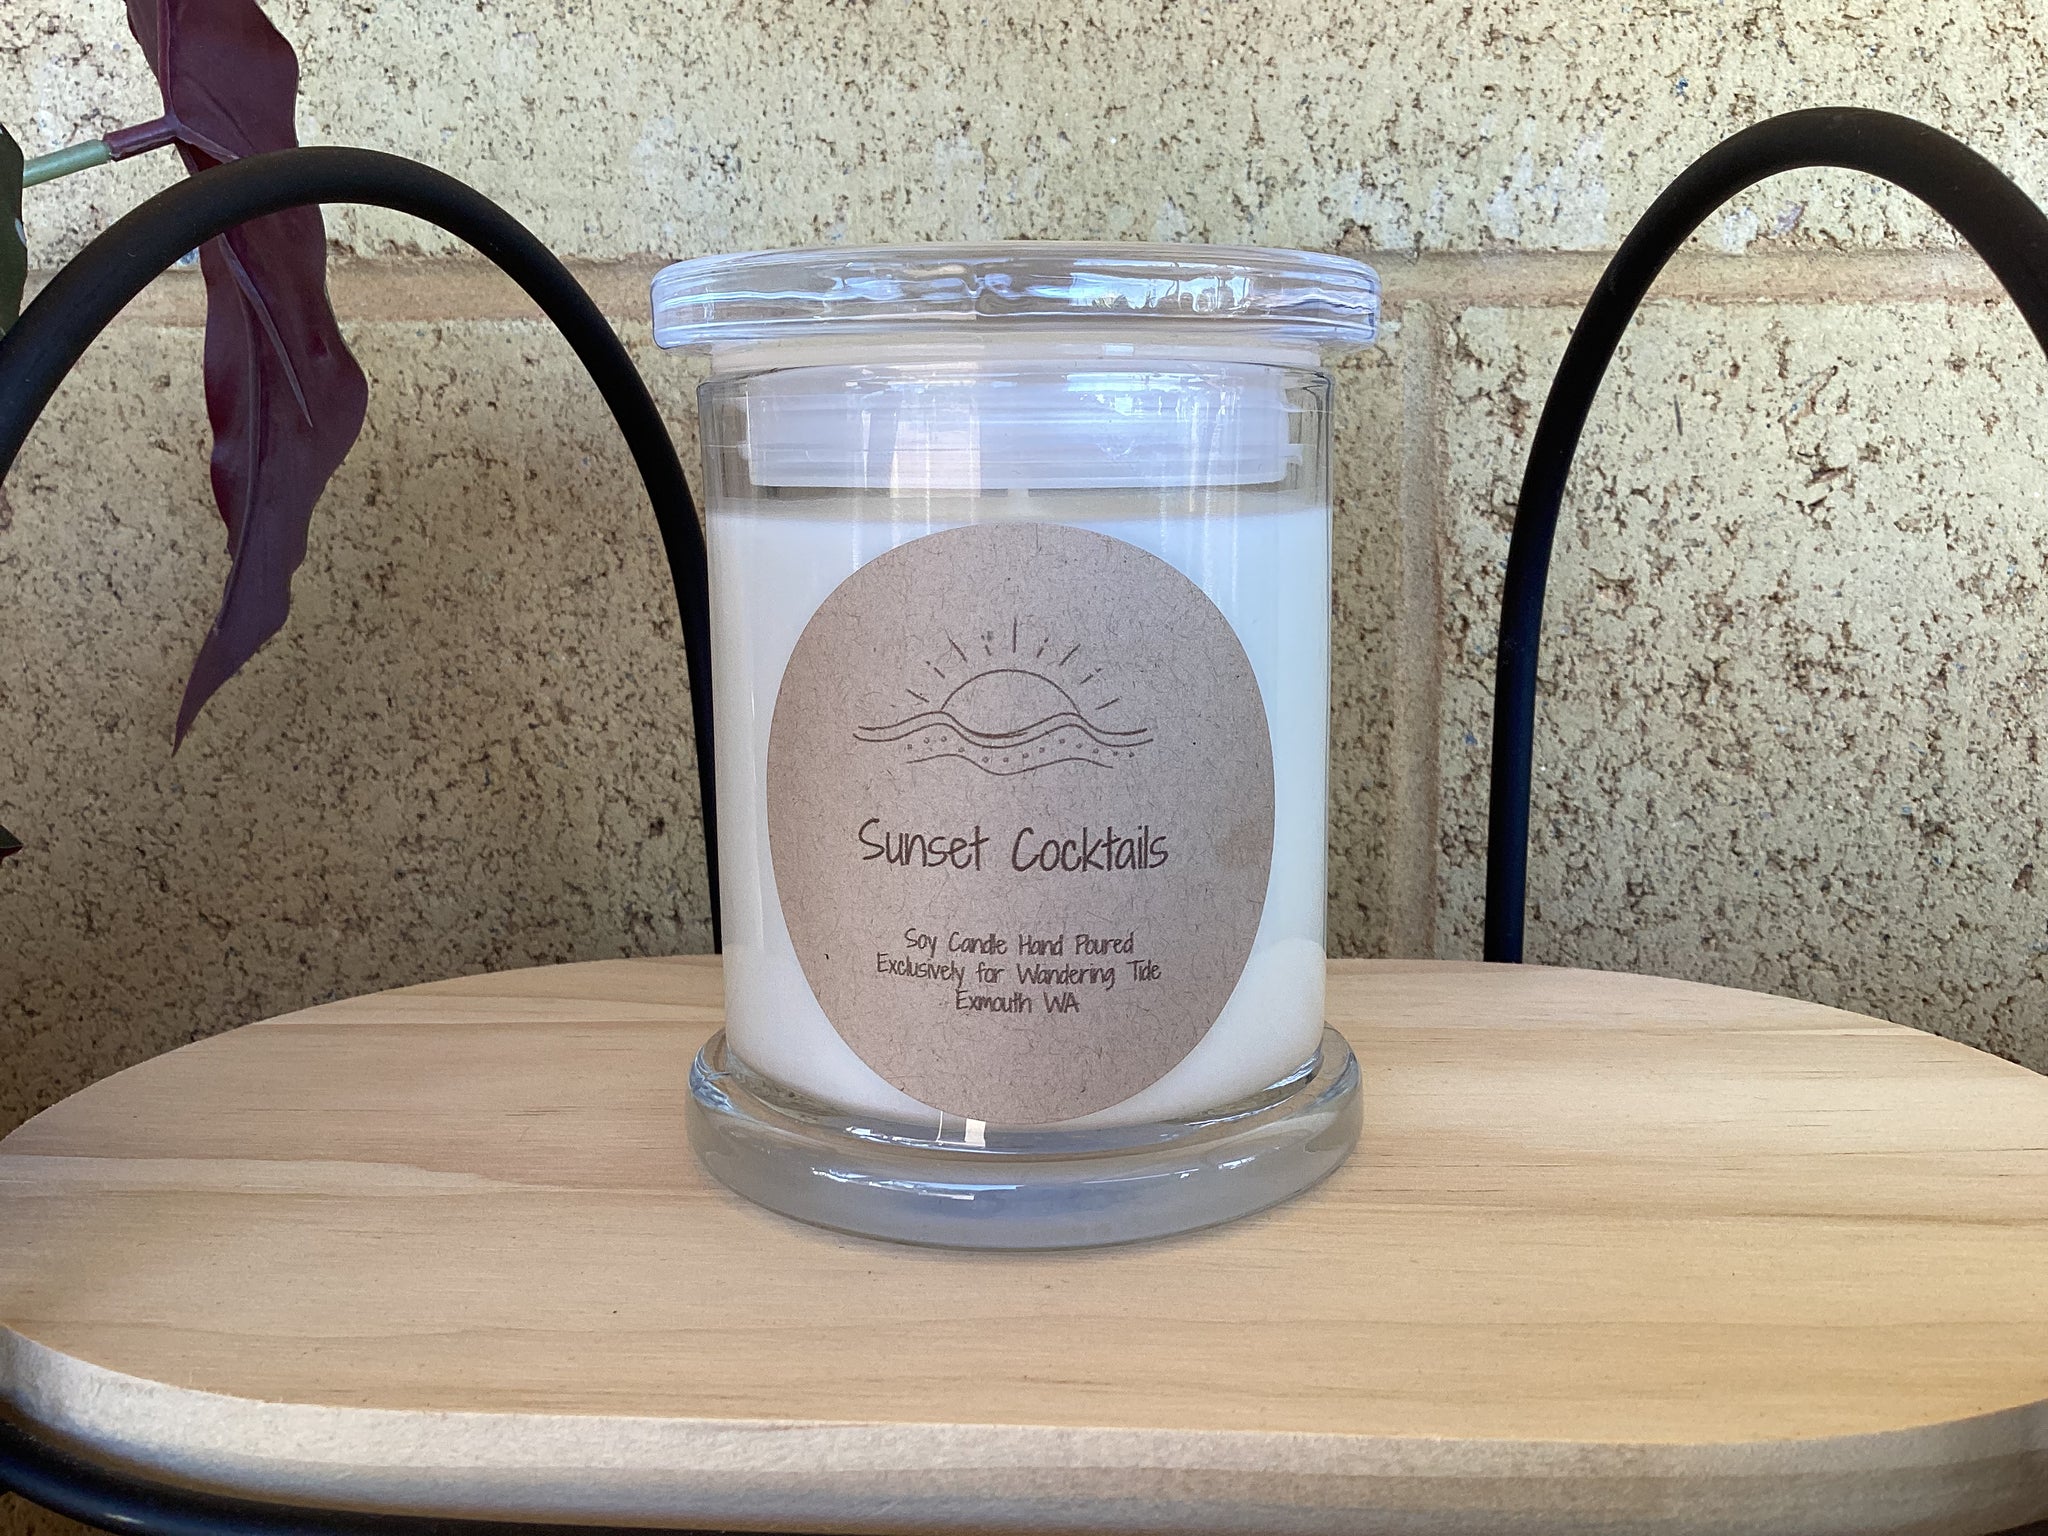 Sunset Cocktails
Soy Candle Hand Poured
Exclusively for Wandering Tide
Exmouth WA